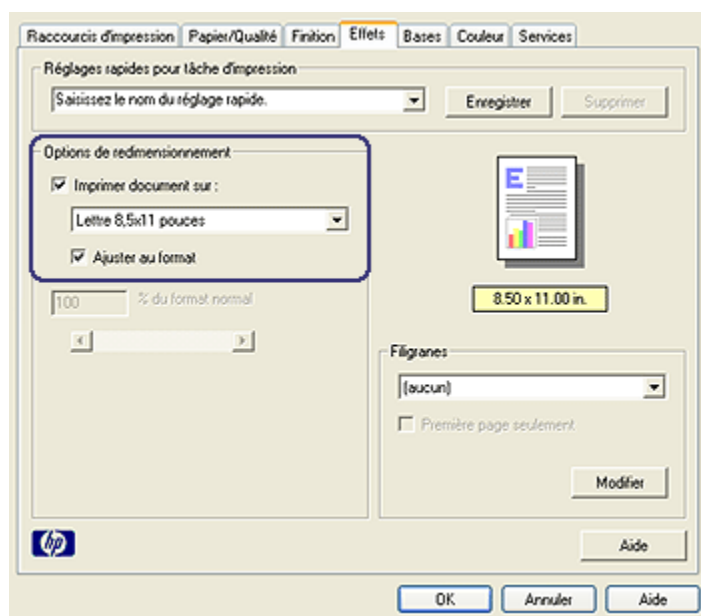 Raccourcis d'impression Papier/Qualité Finition Effets Bases Couleur Services
Réglages rapides pour tâche d'impression
Saisissez le nom du réglage rapide. Enregistrer Supprimer
Options de redimensionnement
Imprimer document sur :
Lettre 8,5x11 pouces
Ajuster au format
100 % du format normal
E
8.50 x 11.00 in.
Filigranes
(aucun)
Première page seulement
Modifier
hp
Aide
OK Annuler Aide